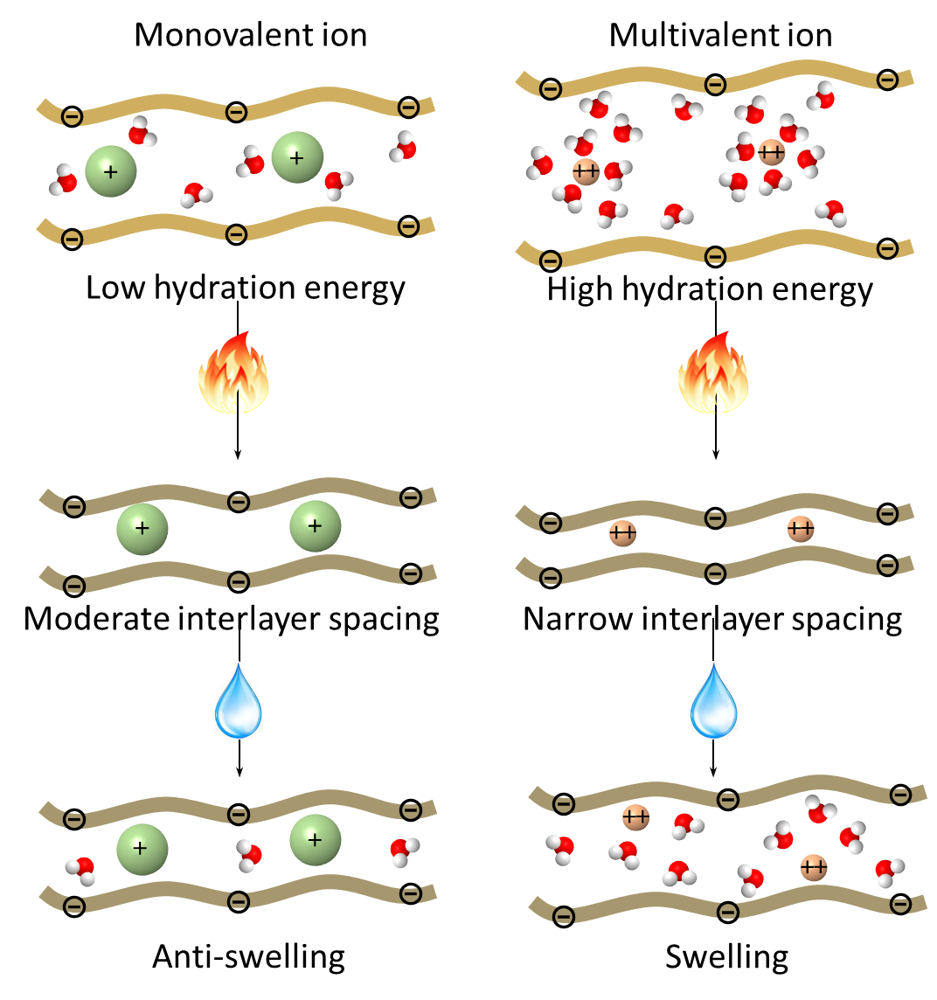 Monovalent ion
Multivalent ion
Low hydration energy
High hydration energy
Moderate interlayer spacing
Narrow interlayer spacing
Anti-swelling
Swelling